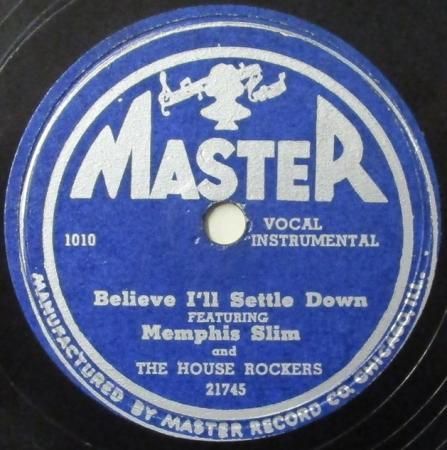 MASTER
1010
VOCAL
INSTRUMENTAL
Believe I'll Settle Down
FEATURING
Memphis Slim
and
THE HOUSE ROCKERS
21745
MANUFACTURED BY MASTER RECORD CO. CHICAGO, ILL.